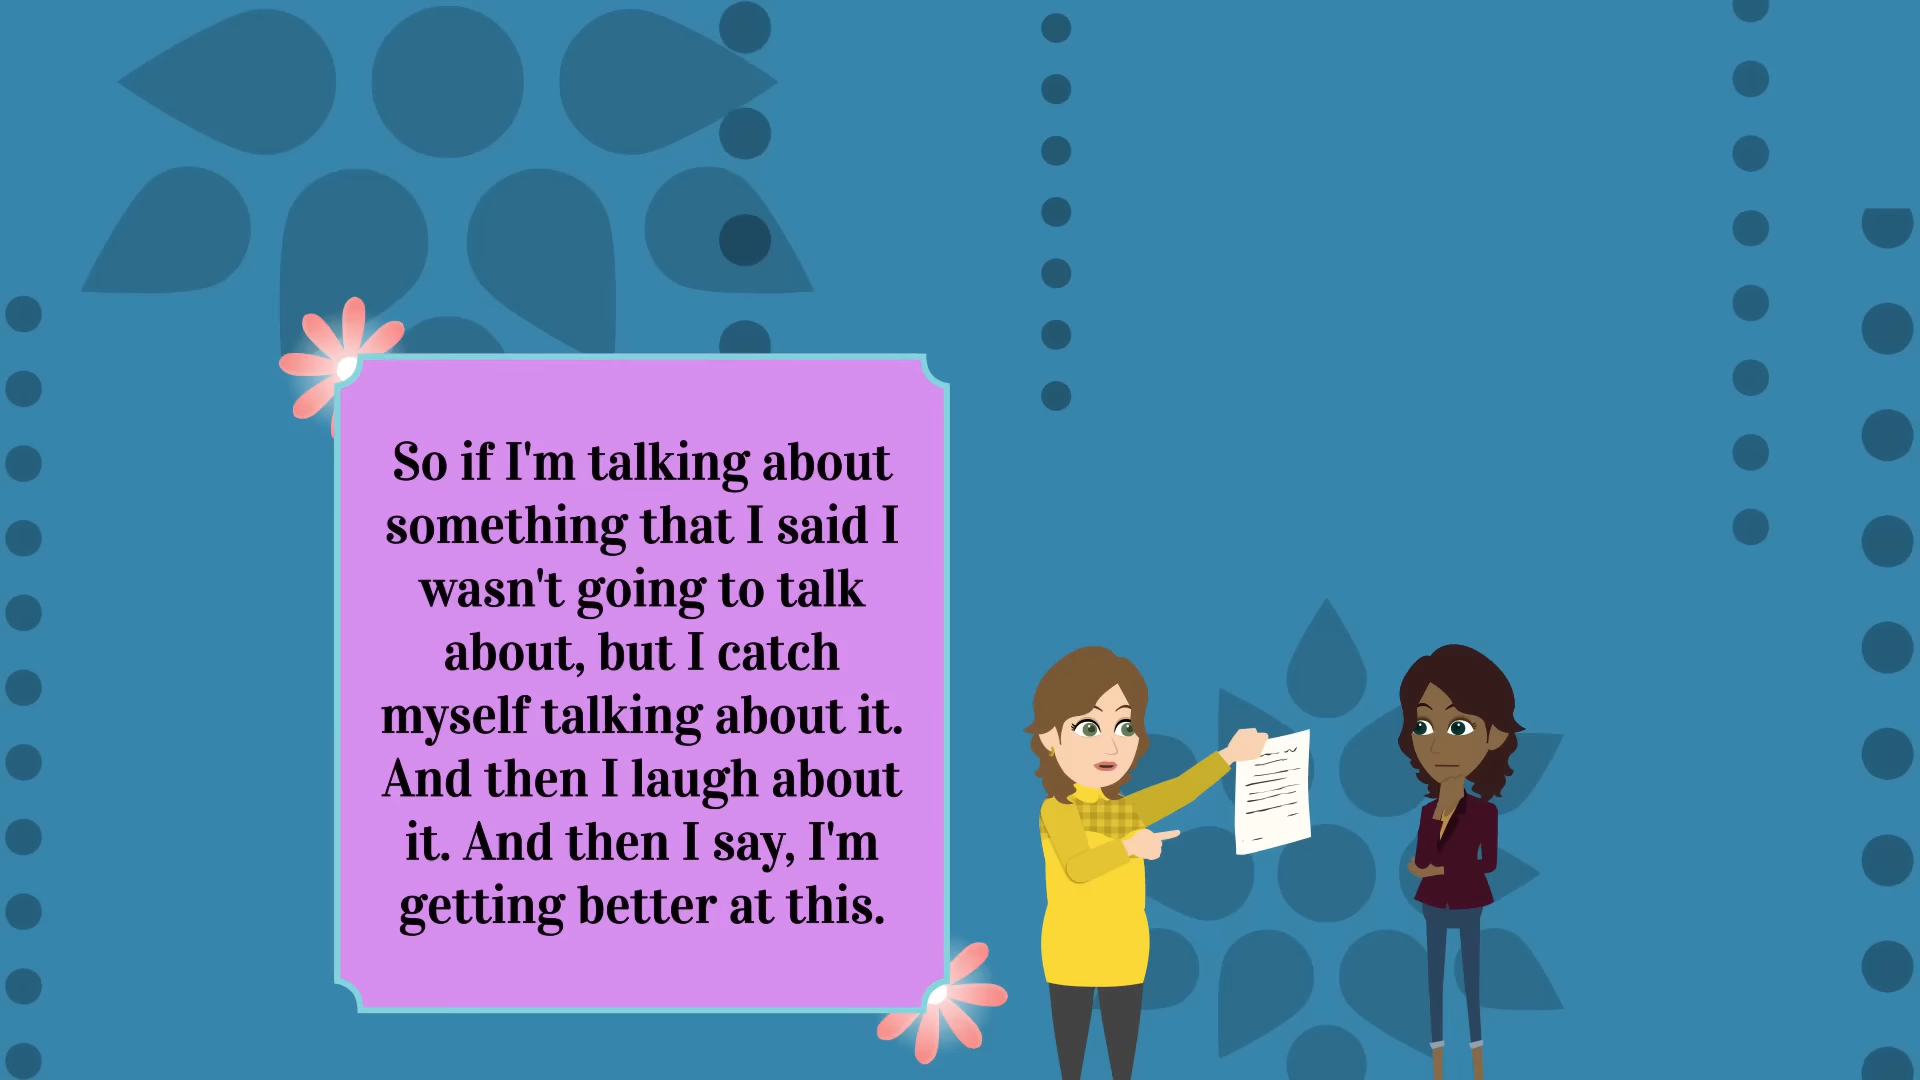 So if I'm talking about
something that I said I
wasn't going to talk
about, but I catch
myself talking about it.
And then I laugh about
it. And then I say, I'm
getting better at this.